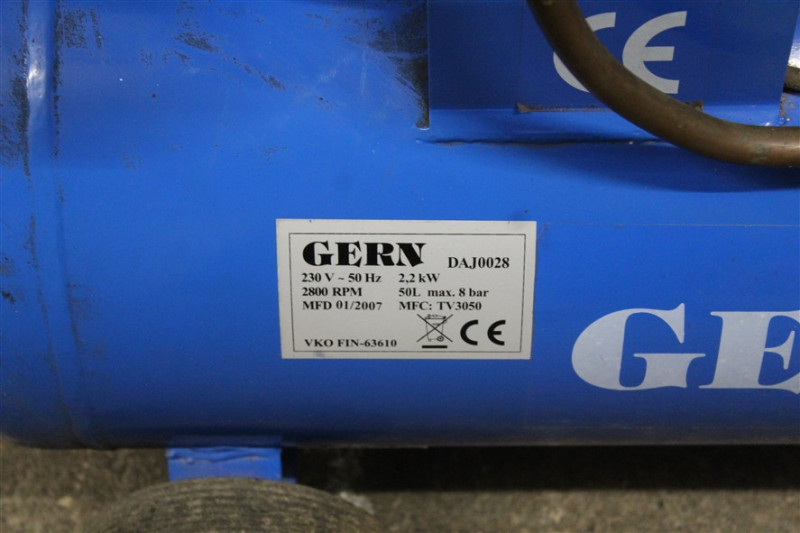 CE
GERN DAJ0028
230 V ~ 50 Hz 2,2 kW
2800 RPM 50L max. 8 bar
MFD 01/2007 MFC: TV3050
CE
VKO FIN-63610
GE